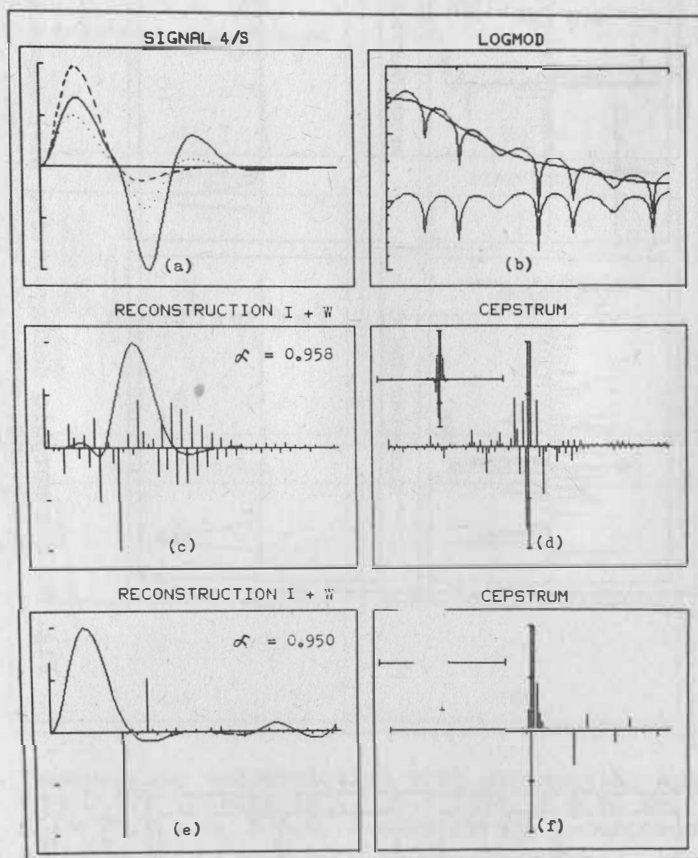 SIGNAL 4/S
LOGMOD
(a)
(b)
RECONSTRUCTION I + W
CEPSTRUM
α = 0.958
(c)
(d)
RECONSTRUCTION I + W
CEPSTRUM
α = 0.950
(e)
(f)